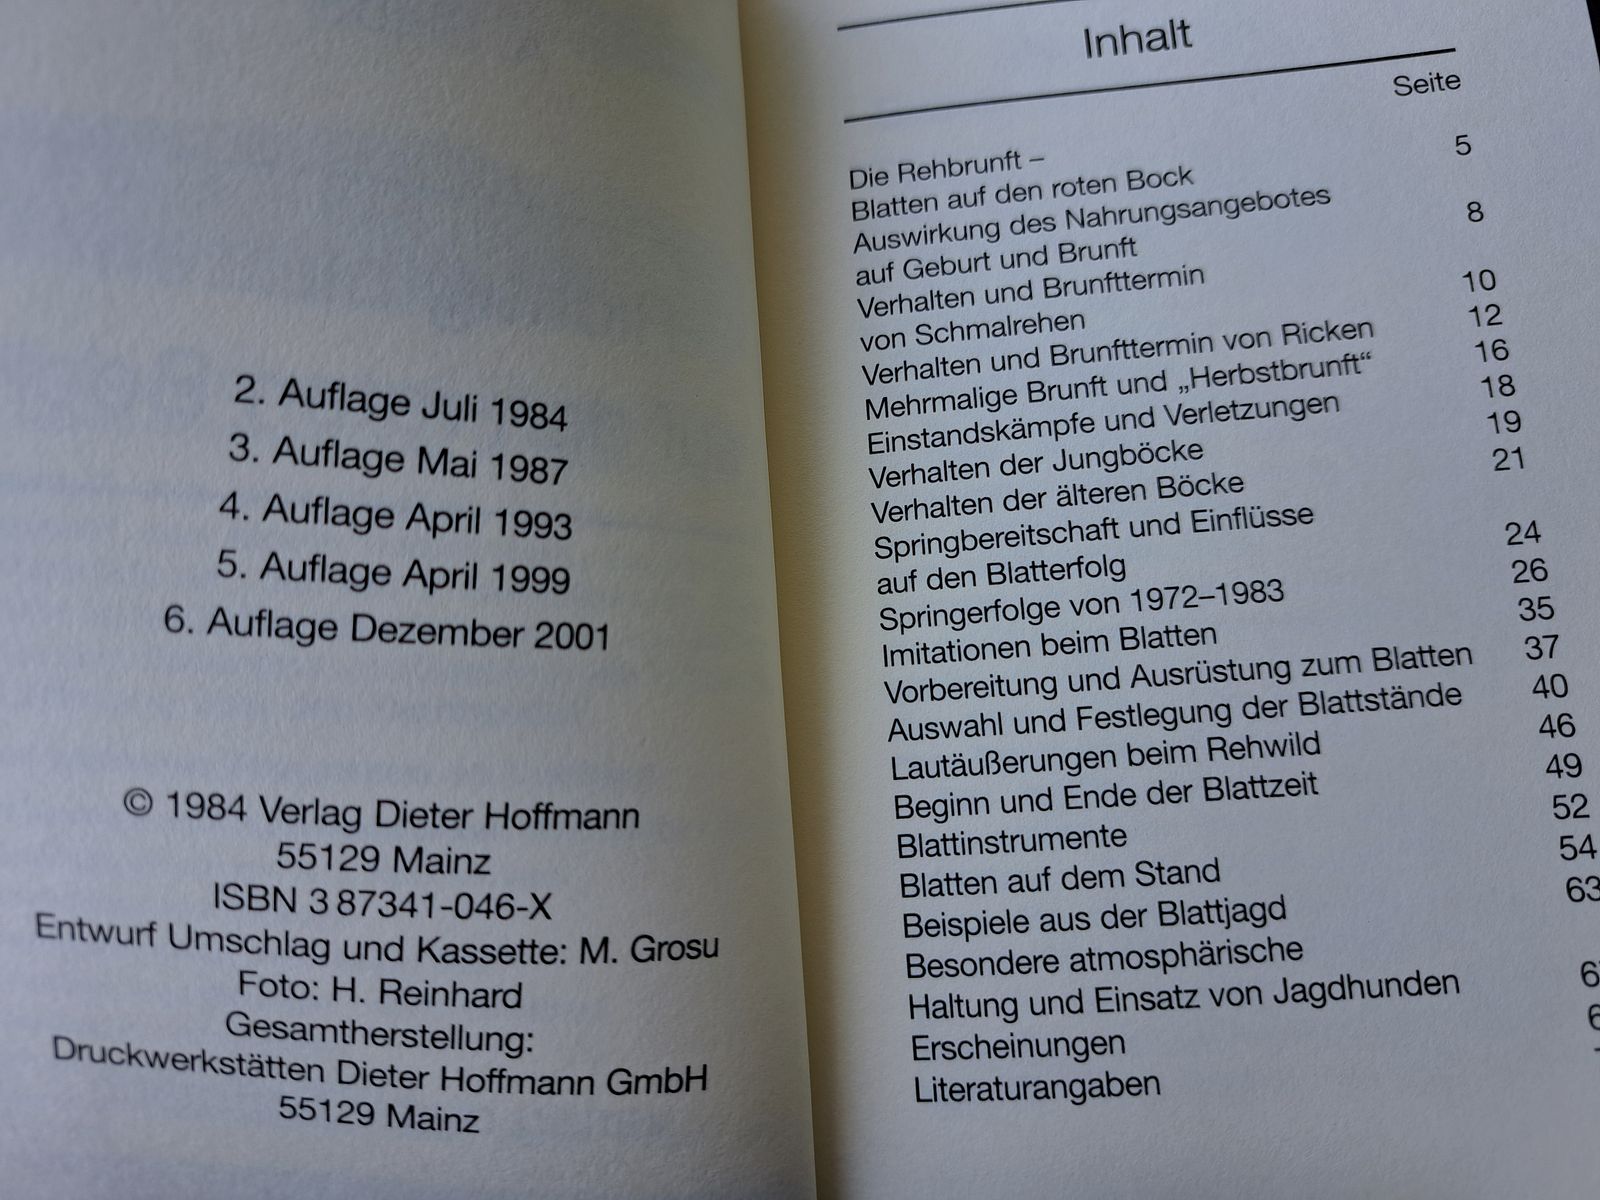 2. Auflage Juli 1984
3. Auflage Mai 1987
4. Auflage April 1993
5. Auflage April 1999
6. Auflage Dezember 2001
© 1984 Verlag Dieter Hoffmann
55129 Mainz
ISBN 3 87341-046-X
Entwurf Umschlag und Kassette: M. Grosu
Foto: H. Reinhard
Gesamtherstellung:
Druckwerkstätten Dieter Hoffmann GmbH
55129 Mainz
Inhalt
Seite
Die Rehbrunft – 5
Blatten auf den roten Bock
Auswirkung des Nahrungsangebotes 8
auf Geburt und Brunft
Verhalten und Brunfttermin 10
von Schmalrehen
Verhalten und Brunfttermin von Ricken 12
Mehrmalige Brunft und „Herbstbrunft“ 16
Einstandskämpfe und Verletzungen 18
Verhalten der Jungböcke 19
Verhalten der älteren Böcke 21
Springbereitschaft und Einflüsse
auf den Blatterfolg 24
Springerfolge von 1972–1983 26
Imitationen beim Blatten 35
Vorbereitung und Ausrüstung zum Blatten 37
Auswahl und Festlegung der Blattstände 40
Lautäußerungen beim Rehwild 46
Beginn und Ende der Blattzeit 49
Blattinstrumente 52
Blatten auf dem Stand 54
Beispiele aus der Blattjagd 63
Besondere atmosphärische
Haltung und Einsatz von Jagdhunden
Erscheinungen
Literaturangaben